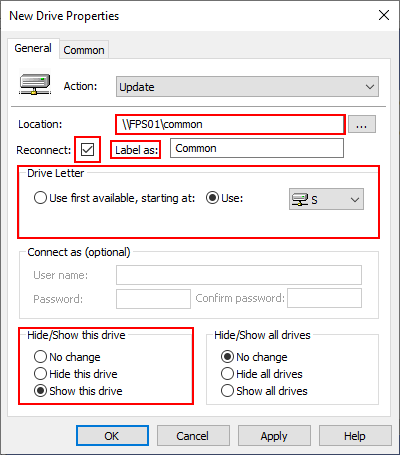 New Drive Properties
General Common
Action: Update
Location: \\FPS01\common ...
Reconnect: Label as: Common
Drive Letter
Use first available, starting at: Use: S
Connect as (optional)
User name:
Password: Confirm password:
Hide/Show this drive Hide/Show all drives
No change No change
Hide this drive Hide all drives
Show this drive Show all drives
OK Cancel Apply Help